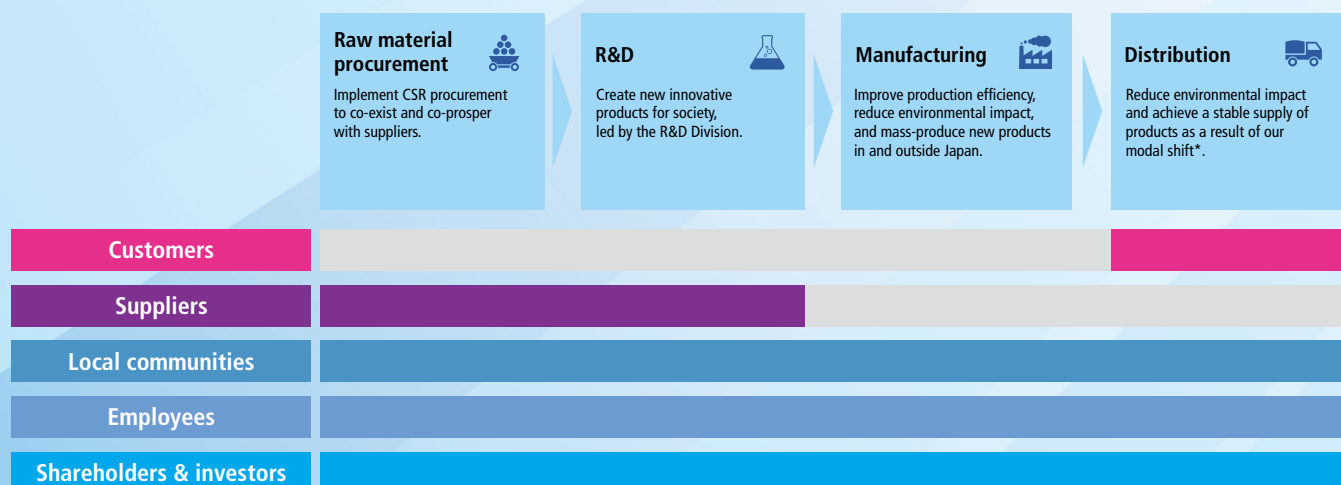 Raw material
procurement
Implement CSR procurement
to co-exist and co-prosper
with suppliers.
R&D
Create new innovative
products for society,
led by the R&D Division.
Manufacturing
Improve production efficiency,
reduce environmental impact,
and mass-produce new products
in and outside Japan.
Distribution
Reduce environmental impact
and achieve a stable supply of
products as a result of our
modal shift*.
Customers
Suppliers
Local communities
Employees
Shareholders & investors